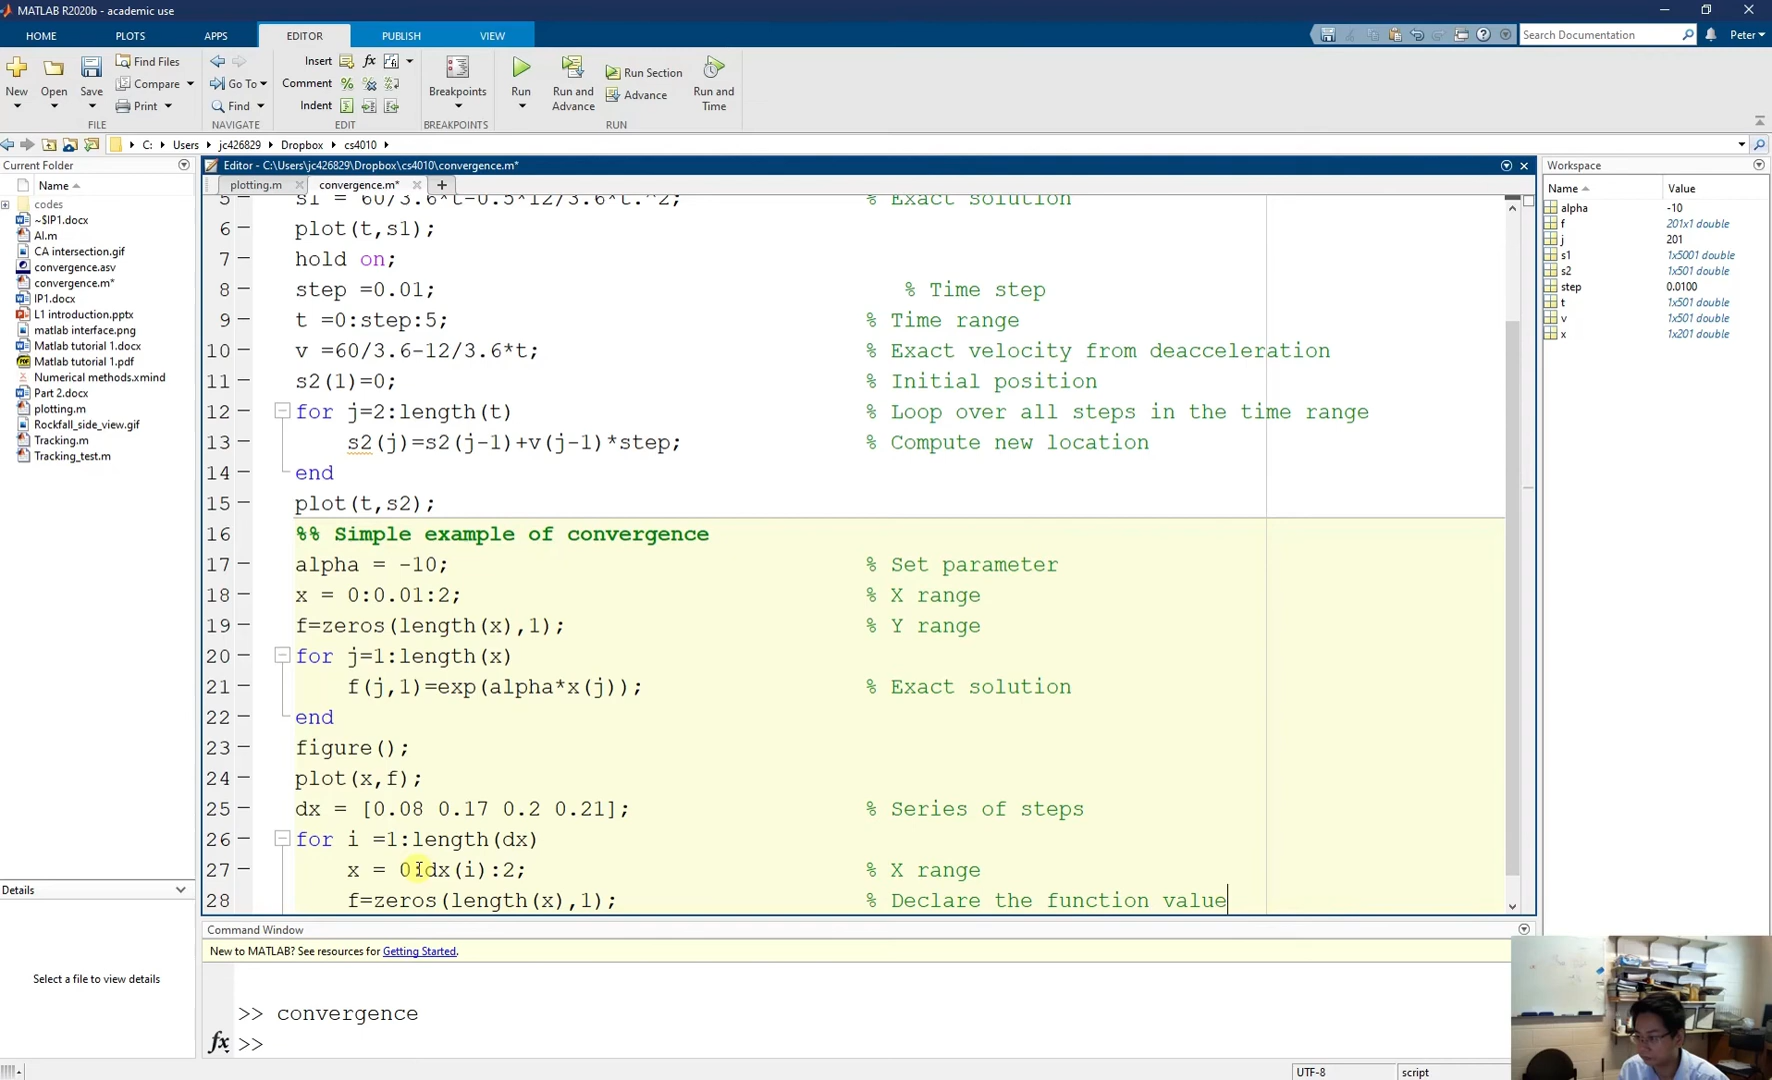 MATLAB R2020b - academic use
HOME PLOTS APPS EDITOR PUBLISH VIEW
Search Documentation
Peter
New
Open
Save
Find Files
Compare
Print
FILE
Go To
Find
NAVIGATE
Insert
Comment
Indent
EDIT
Breakpoints
BREAKPOINTS
Run
Run and Advance
Run Section
Advance
Run and Time
RUN
C: Users jc426829 Dropbox cs4010
Current Folder
Name
codes
~$IP1.docx
AI.m
CA intersection.gif
convergence.asv
convergence.m*
IP1.docx
L1 introduction.pptx
matlab interface.png
Matlab tutorial 1.docx
Matlab tutorial 1.pdf
Numerical methods.xmind
Part 2.docx
plotting.m
Rockfall_side_view.gif
Tracking.m
Tracking_test.m
Details
Select a file to view details
Editor - C:\Users\jc426829\Dropbox\cs4010\convergence.m*
plotting.m convergence.m*
5 s1 = 60/3.6*t-0.5*12/3.6*t.^2; % Exact solution
6 plot(t,s1);
7 hold on;
8 step =0.01; % Time step
9 t =0:step:5; % Time range
10 v =60/3.6-12/3.6*t; % Exact velocity from deacceleration
11 s2(1)=0; % Initial position
12 for j=2:length(t) % Loop over all steps in the time range
13 s2(j)=s2(j-1)+v(j-1)*step; % Compute new location
14 end
15 plot(t,s2);
16 %% Simple example of convergence
17 alpha = -10; % Set parameter
18 x = 0:0.01:2; % X range
19 f=zeros(length(x),1); % Y range
20 for j=1:length(x)
21 f(j,1)=exp(alpha*x(j)); % Exact solution
22 end
23 figure();
24 plot(x,f);
25 dx = [0.08 0.17 0.2 0.21]; % Series of steps
26 for i =1:length(dx)
27 x = 0:dx(i):2; % X range
28 f=zeros(length(x),1); % Declare the function value
Command Window
New to MATLAB? See resources for Getting Started.
>> convergence
fx >>
Workspace
Name Value
alpha -10
f 201x1 double
j 201
s1 1x5001 double
s2 1x501 double
step 0.0100
t 1x501 double
v 1x501 double
x 1x201 double
UTF-8 script